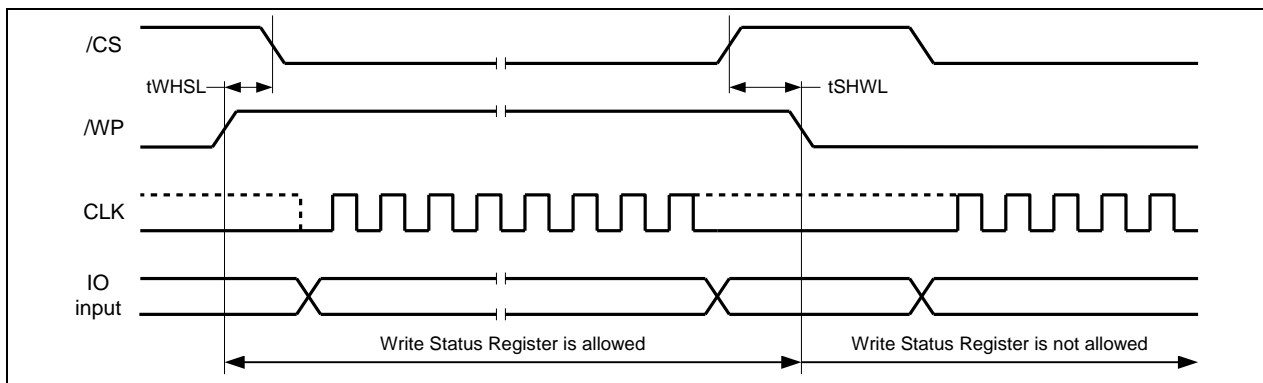 /CS
tWHSL
tSHWL
/WP
CLK
IO
input
Write Status Register is allowed
Write Status Register is not allowed